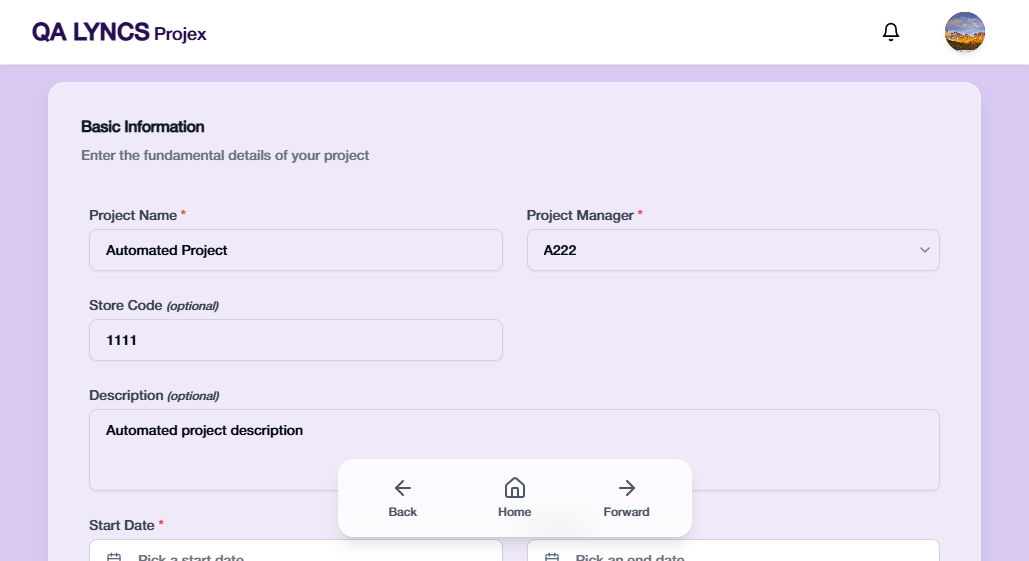 QA LYNCS Projex
Basic Information
Enter the fundamental details of your project
Project Name *
Project Manager *
Automated Project
A222
Store Code (optional)
1111
Description (optional)
Automated project description
Back
Home
Forward
Start Date *
Pick a start date
Pick an end date